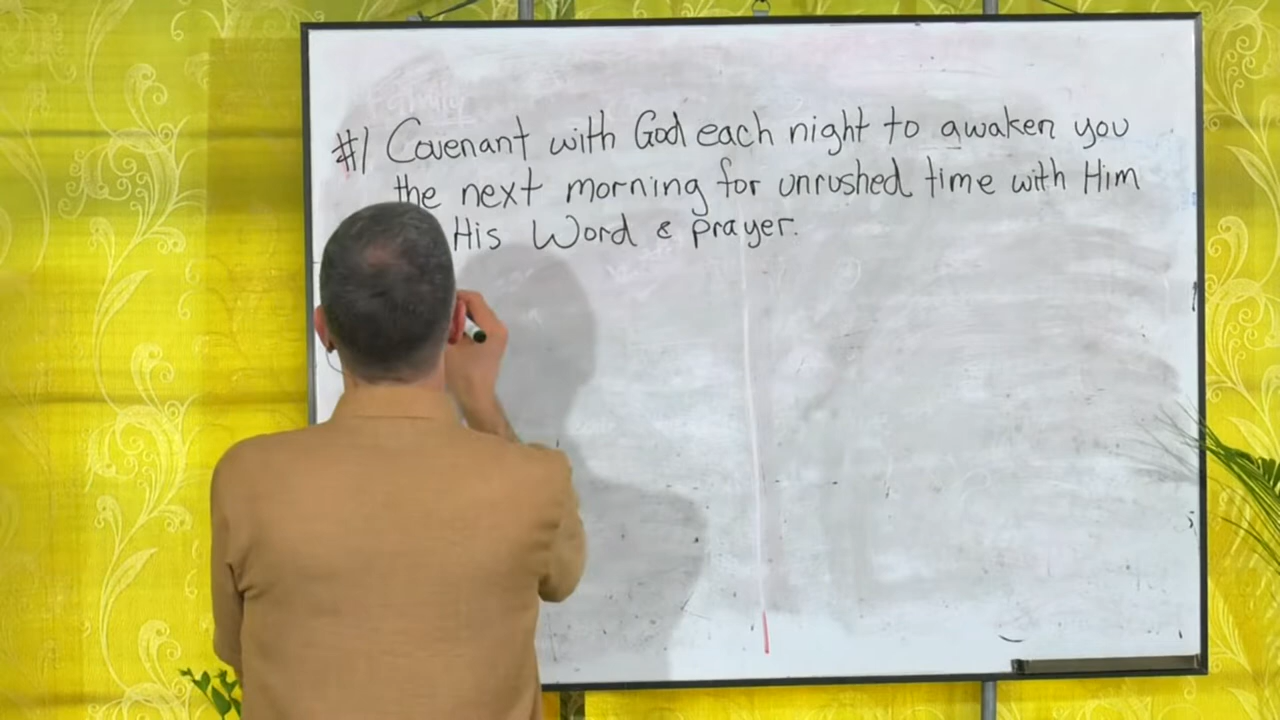 Family
#1 Covenant with God each night to awaken you
the next morning for unrushed time with Him
His Word & prayer.